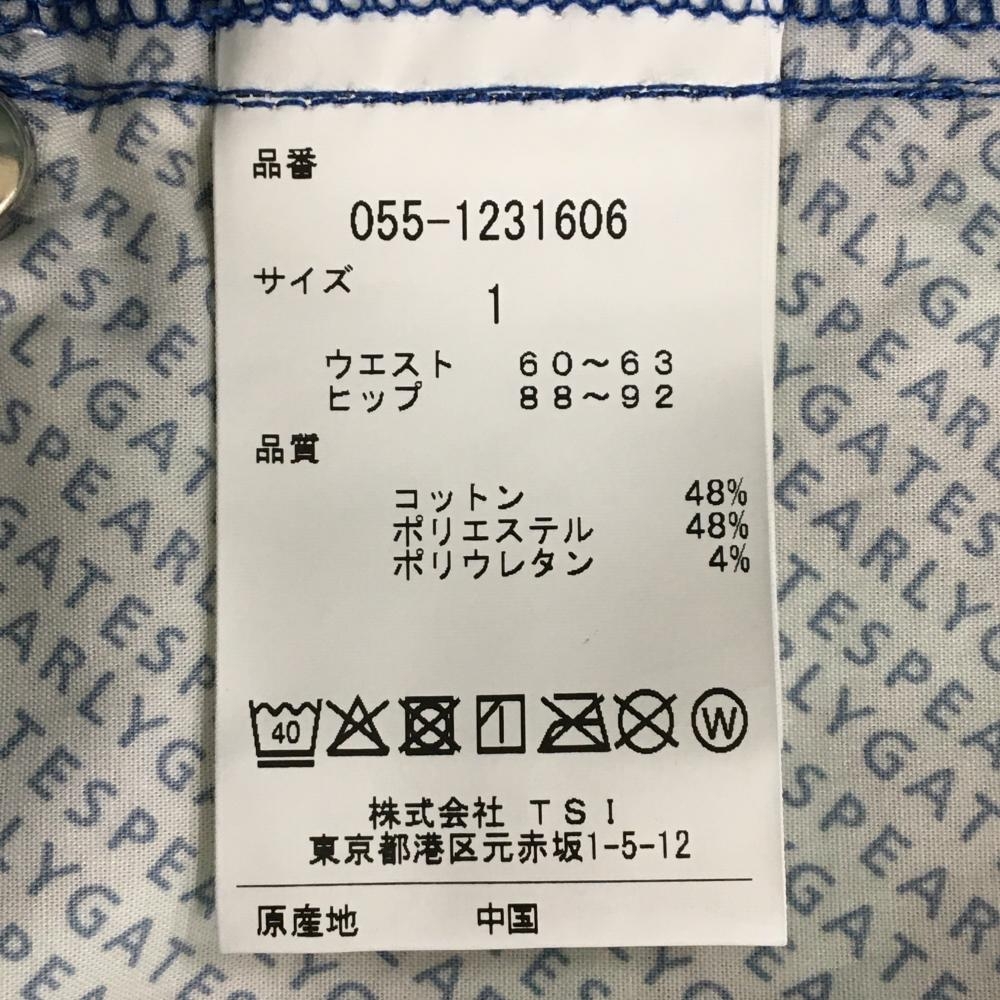 品番
055-1231606
サイズ
1
ウエスト 60～63
ヒップ 88～92
品質
コットン 48%
ポリエステル 48%
ポリウレタン 4%
40 W
株式会社 TSI
東京都港区元赤坂1-5-12
原産地 中国
PEARLYGATES